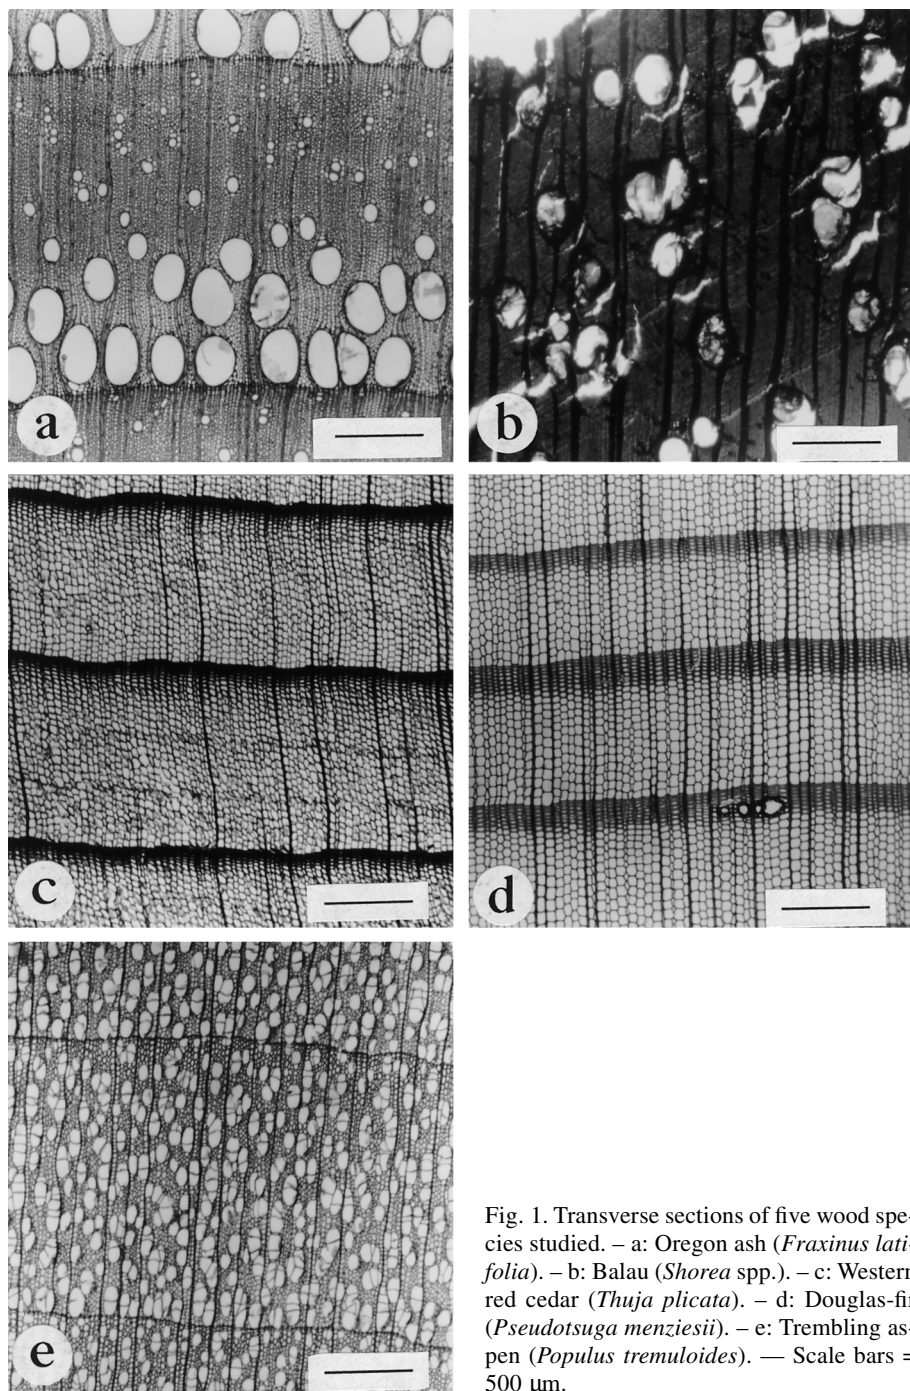 a
b
c
d
e
Fig. 1. Transverse sections of five wood spe-
cies studied. – a: Oregon ash (Fraxinus lati-
folia). – b: Balau (Shorea spp.). – c: Western
red cedar (Thuja plicata). – d: Douglas-fir
(Pseudotsuga menziesii). – e: Trembling as-
pen (Populus tremuloides). — Scale bars =
500 µm.